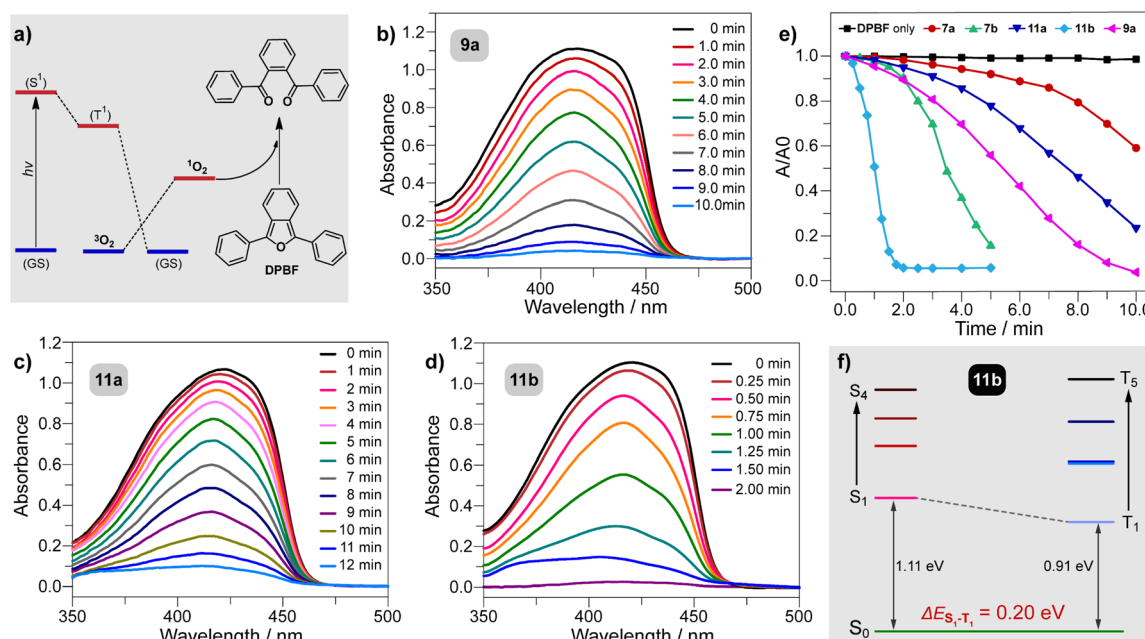 a)
(S¹)
(T¹)
hν
¹O₂
³O₂
(GS)
(GS)
O
O
O
DPBF
b)
9a
Absorbance
1.2
1.0
0.8
0.6
0.4
0.2
0.0
350
400
450
500
Wavelength / nm
0 min
1.0 min
2.0 min
3.0 min
4.0 min
5.0 min
6.0 min
7.0 min
8.0 min
9.0 min
10.0min
e)
DPBF only 7a 7b 11a 11b 9a
A/A0
1.0
0.8
0.6
0.4
0.2
0.0
0.0
2.0
4.0
6.0
8.0
10.0
Time / min
c)
11a
Absorbance
1.2
1.0
0.8
0.6
0.4
0.2
0.0
350
400
450
500
Wavelength / nm
0 min
1 min
2 min
3 min
4 min
5 min
6 min
7 min
8 min
9 min
10 min
11 min
12 min
d)
11b
Absorbance
1.2
1.0
0.8
0.6
0.4
0.2
0.0
350
400
450
500
Wavelength / nm
0 min
0.25 min
0.50 min
0.75 min
1.00 min
1.25 min
1.50 min
2.00 min
f)
11b
S₄
T₅
S₁
T₁
1.11 eV
0.91 eV
ΔE S₁-T₁ = 0.20 eV
S₀